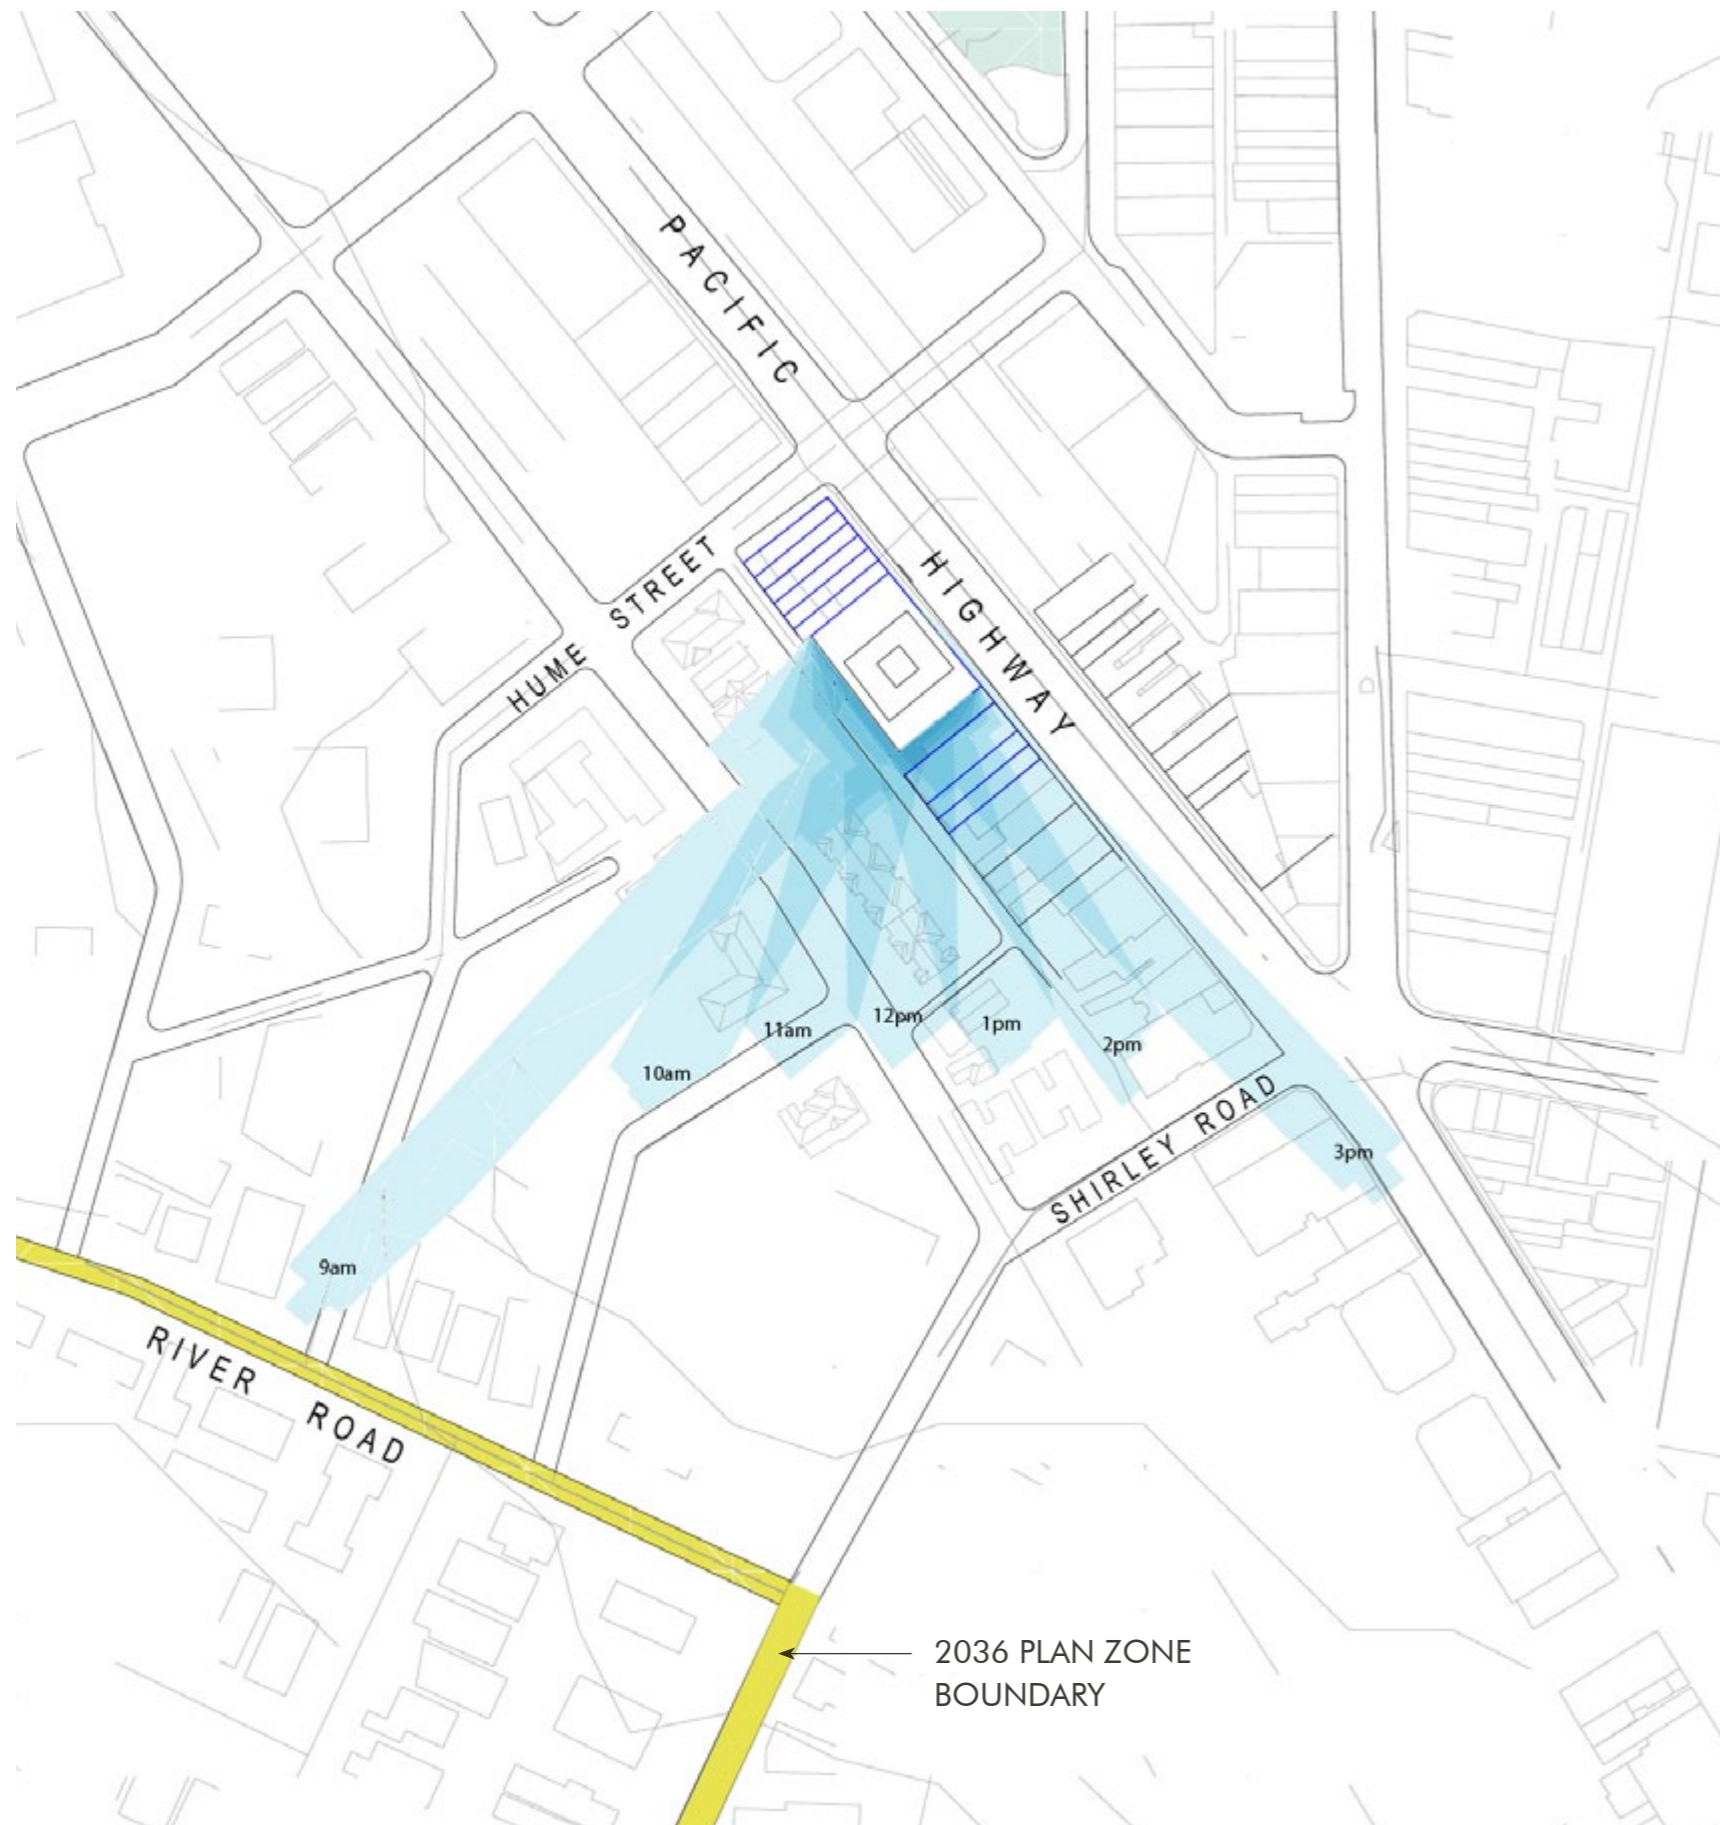 PACIFIC
HIGHWAY
HUME STREET
11am
12pm
1pm
2pm
10am
SHIRLEY ROAD
3pm
9am
RIVER ROAD
2036 PLAN ZONE
BOUNDARY